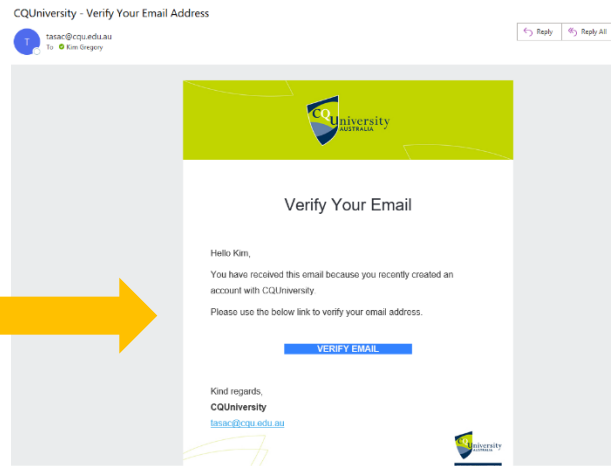 CQUniversity - Verify Your Email Address
T
tasac@cqu.edu.au
To Kim Gregory
Reply
Reply All
CQUniversity
AUSTRALIA
Verify Your Email
Hello Kim,
You have received this email because you recently created an
account with CQUniversity.
Please use the below link to verify your email address.
VERIFY EMAIL
Kind regards,
CQUniversity
tasac@cqu.edu.au
CQUniversity
AUSTRALIA